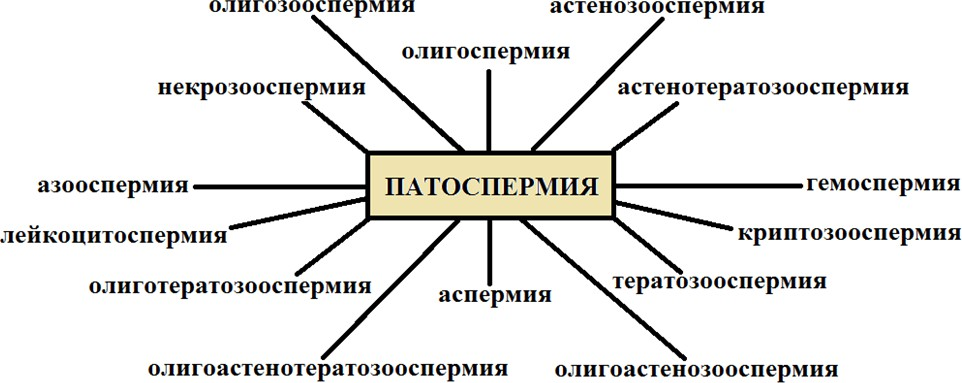 олигозооспермия
астенозооспермия
олигоспермия
некрозооспермия
астенотератозооспермия
ПАТОСПЕРМИЯ
азооспермия
гемоспермия
лейкоцитоспермия
криптозооспермия
олиготератозооспермия
аспермия
тератозооспермия
олигоастенотератозооспермия
олигоастенозооспермия